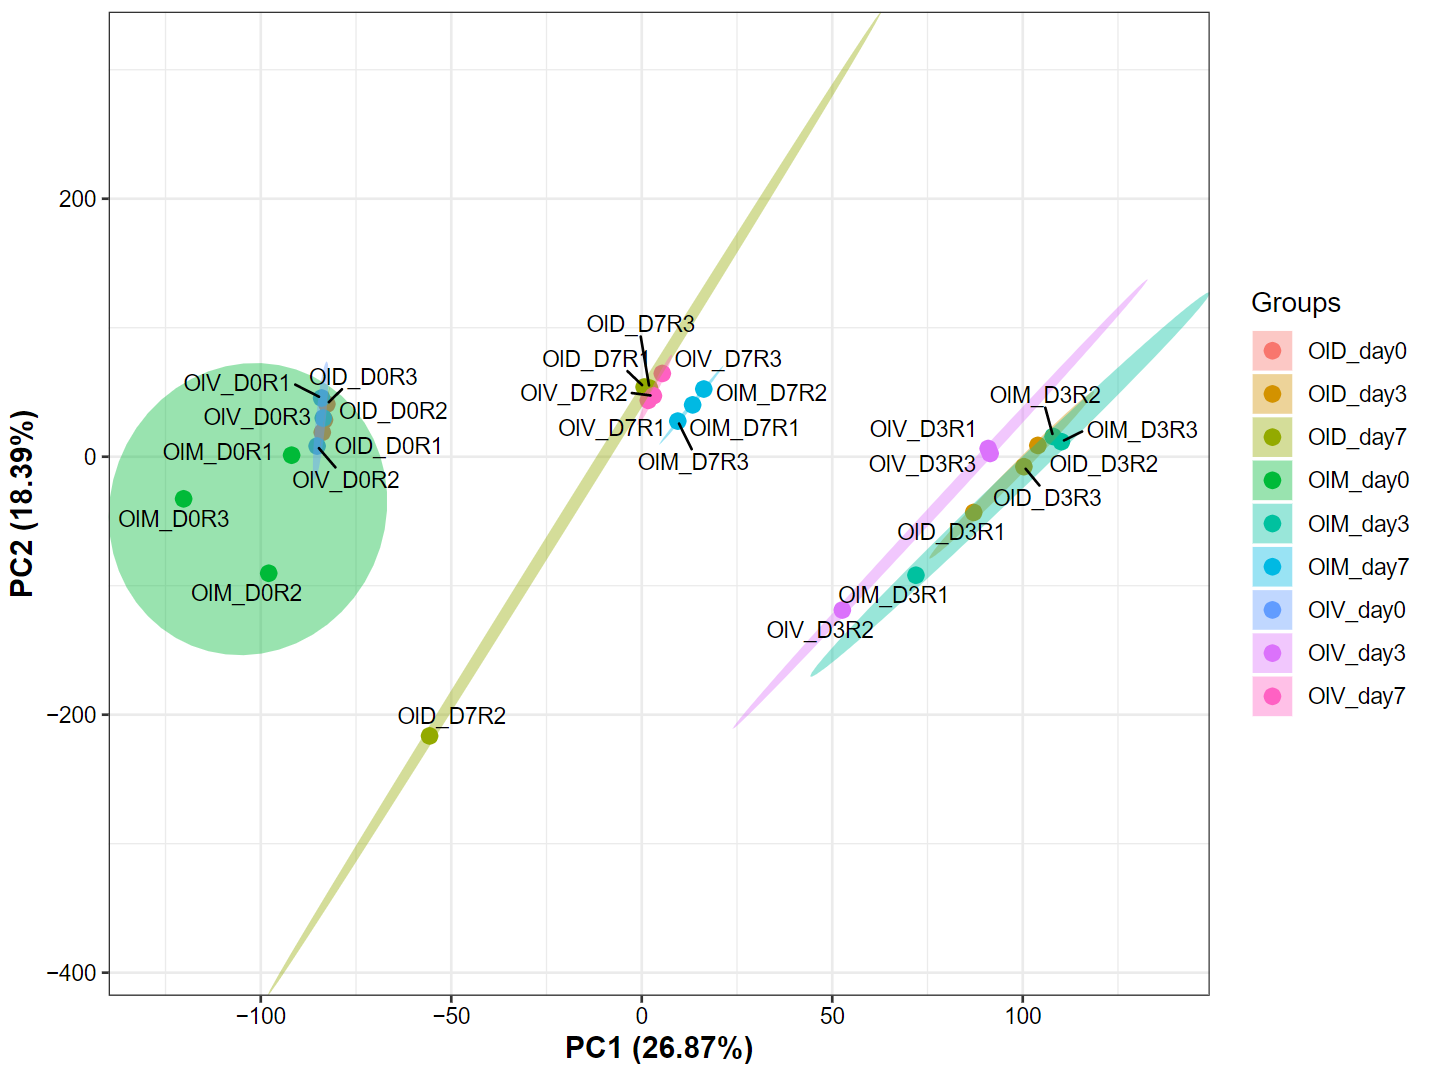 PC2 (18.39%)
200
0
−200
−400
OID_D7R3
OID_D7R1
OIV_D7R3
OIV_D0R1
OID_D0R3
OIV_D7R2
OIM_D7R2
OIM_D3R2
OIV_D0R3
OID_D0R2
OIV_D7R1
OIM_D7R1
OIV_D3R1
OIM_D3R3
OIM_D0R1
OID_D0R1
OIM_D7R3
OIV_D3R3
OID_D3R2
OIV_D0R2
OID_D3R3
OIM_D0R3
OID_D3R1
OIM_D0R2
OIM_D3R1
OIV_D3R2
OID_D7R2
−100
−50
0
50
100
PC1 (26.87%)
Groups
OID_day0
OID_day3
OID_day7
OIM_day0
OIM_day3
OIM_day7
OIV_day0
OIV_day3
OIV_day7